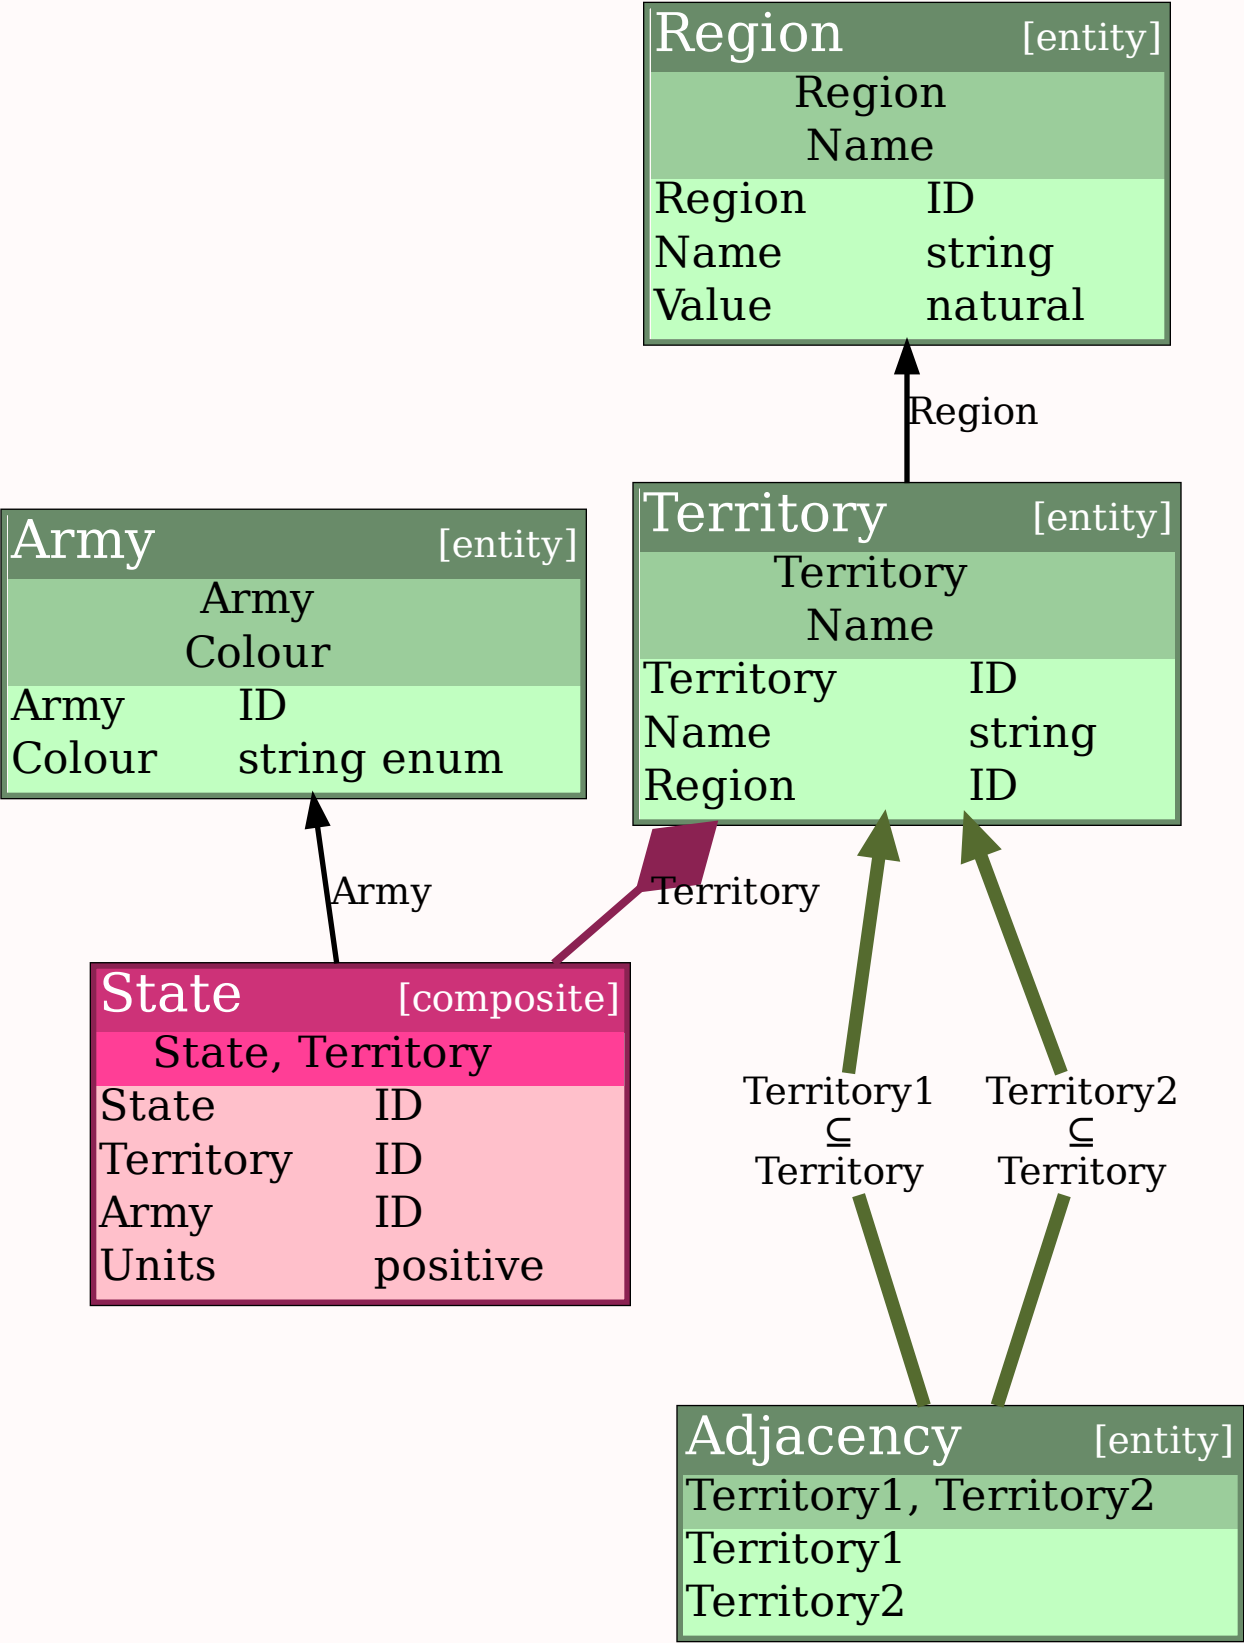 Region [entity]
Region
Name
Region ID
Name string
Value natural
Region
Territory [entity]
Territory
Name
Territory ID
Name string
Region ID
Army [entity]
Army
Colour
Army ID
Colour string enum
Army
Territory
State [composite]
State, Territory
State ID
Territory ID
Army ID
Units positive
Territory1
⊆
Territory
Territory2
⊆
Territory
Adjacency [entity]
Territory1, Territory2
Territory1
Territory2